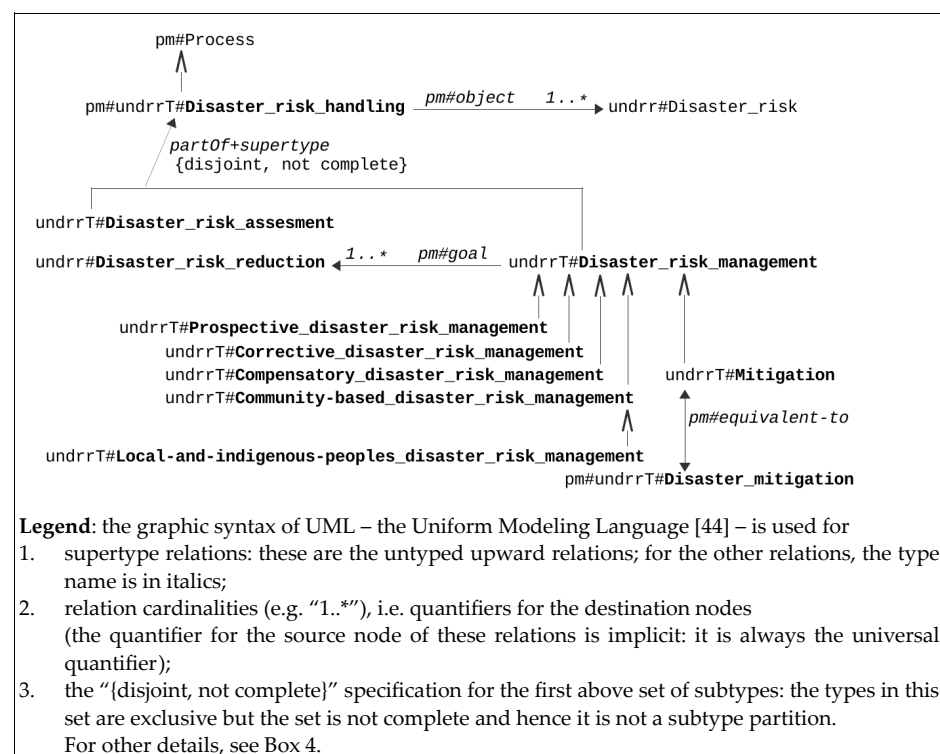 pm#Process
pm#undrrT#Disaster_risk_handling pm#object 1..* undrr#Disaster_risk
partOf+supertype
{disjoint, not complete}
undrrT#Disaster_risk_assesment
undrr#Disaster_risk_reduction 1..* pm#goal undrrT#Disaster_risk_management
undrrT#Prospective_disaster_risk_management
undrrT#Corrective_disaster_risk_management
undrrT#Compensatory_disaster_risk_management undrrT#Mitigation
undrrT#Community-based_disaster_risk_management
pm#equivalent-to
undrrT#Local-and-indigenous-peoples_disaster_risk_management
pm#undrrT#Disaster_mitigation
Legend: the graphic syntax of UML – the Uniform Modeling Language [44] – is used for
1. supertype relations: these are the untyped upward relations; for the other relations, the type
name is in italics;
2. relation cardinalities (e.g. “1..*”), i.e. quantifiers for the destination nodes
(the quantifier for the source node of these relations is implicit: it is always the universal
quantifier);
3. the “{disjoint, not complete}” specification for the first above set of subtypes: the types in this
set are exclusive but the set is not complete and hence it is not a subtype partition.
For other details, see Box 4.